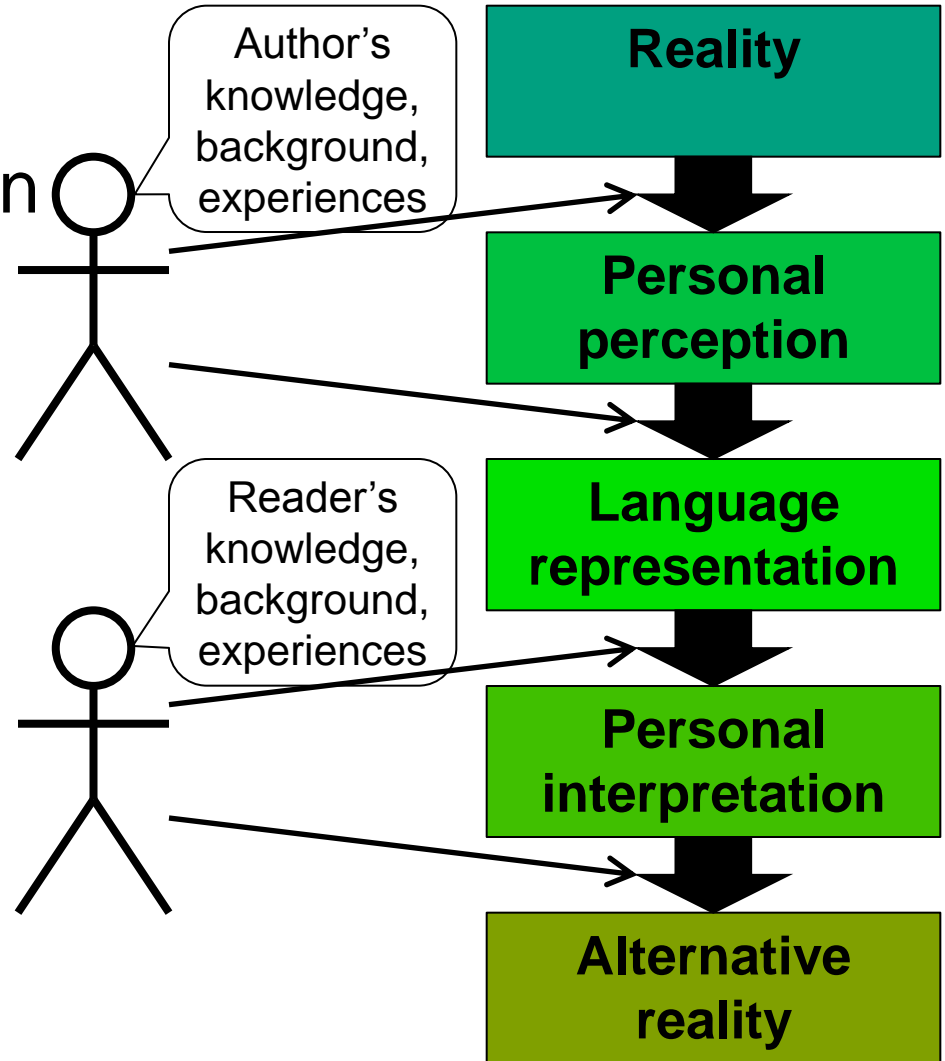 Author's
knowledge,
background,
experiences
n
Reality
Personal
perception
Language
representation
Reader's
knowledge,
background,
experiences
Personal
interpretation
Alternative
reality